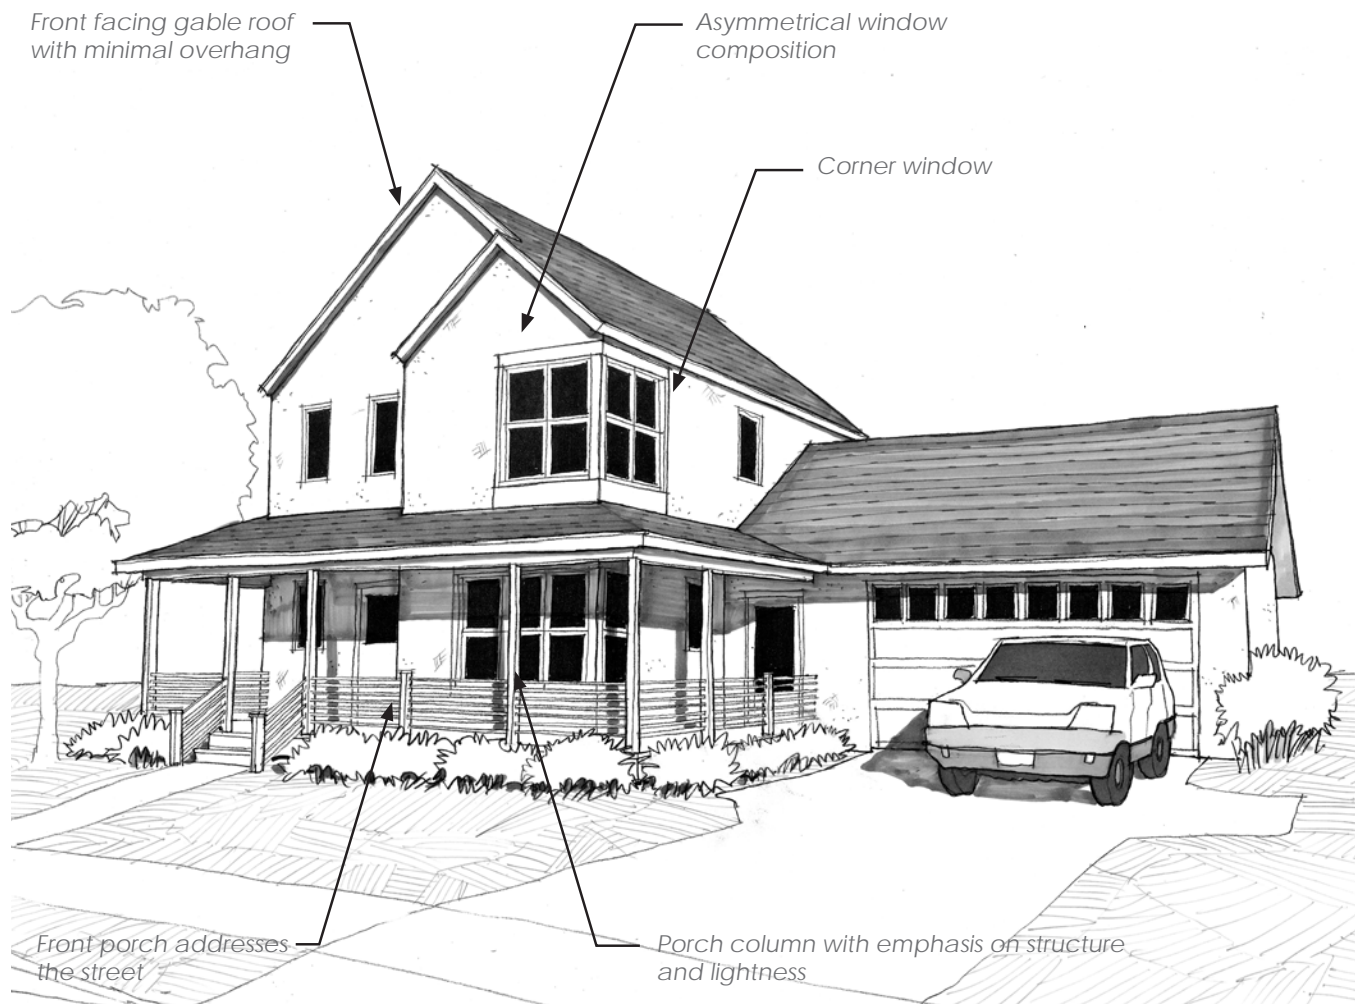 Front facing gable roof
with minimal overhang
Asymmetrical window
composition
Corner window
Front porch addresses
the street
Porch column with emphasis on structure
and lightness